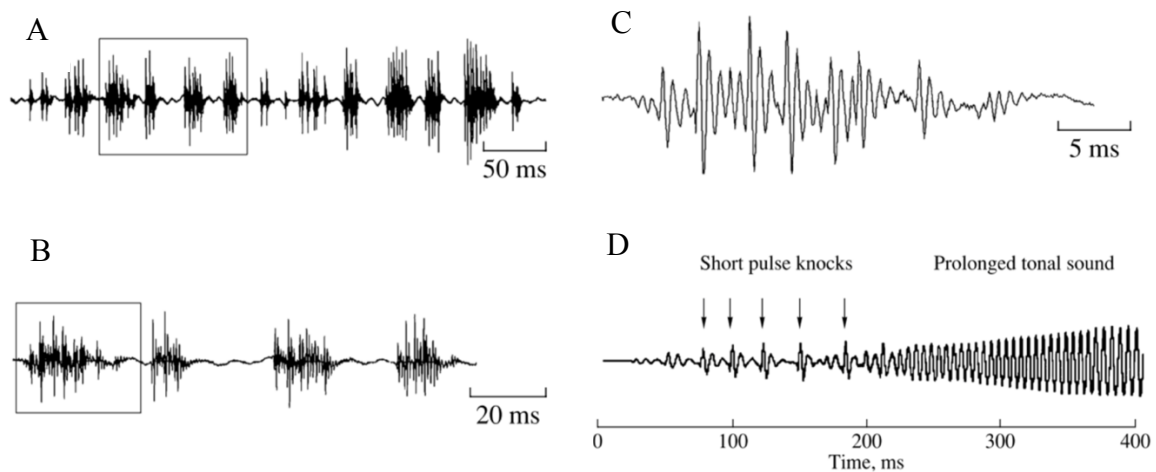 A
50 ms
B
20 ms
C
5 ms
D
Short pulse knocks
Prolonged tonal sound
0 100 200 300 400
Time, ms